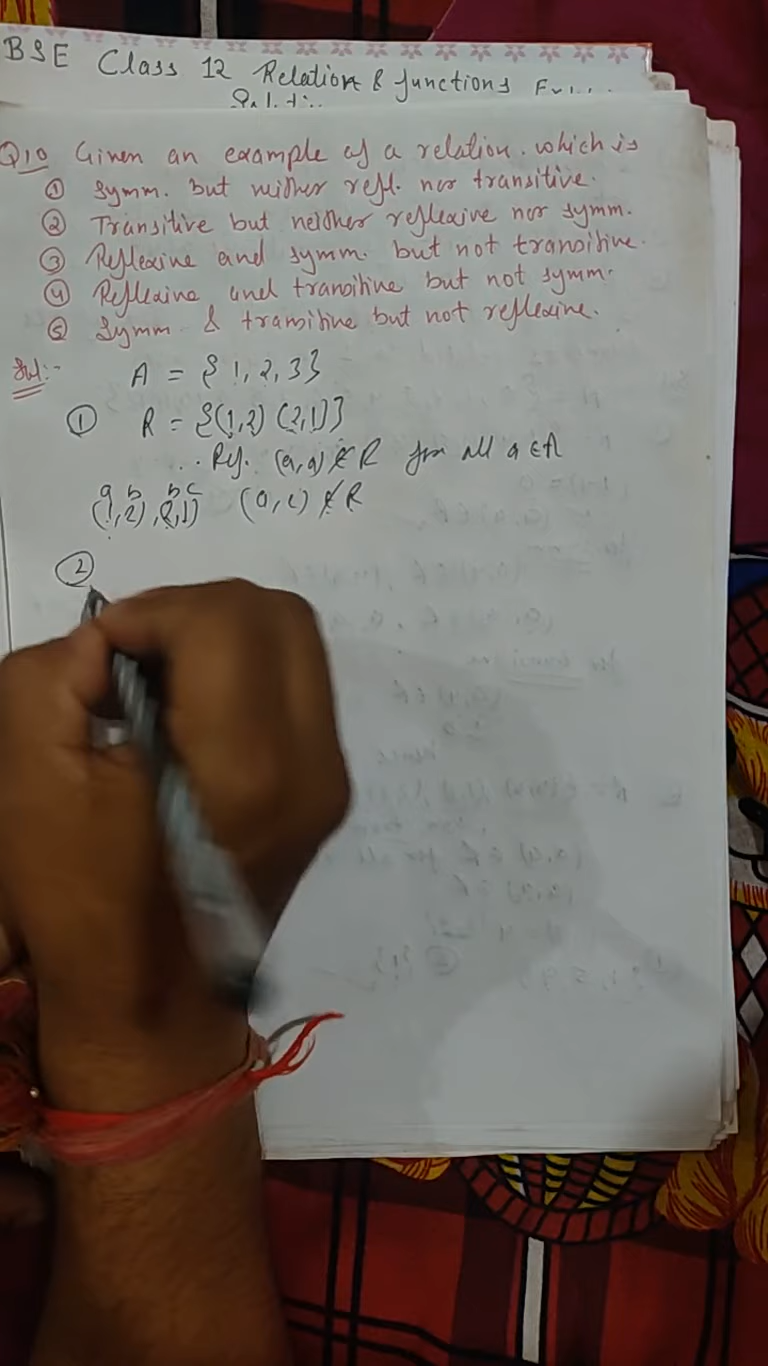 BSE Class 12 Relation & functions
Q10 Given an example of a relation. which is
① Symm. but neither refl. nor transitive.
② Transitive but neither reflexive nor symm.
③ Reflexive and symm. but not transitive.
④ Reflexive and transitive but not symm.
⑤ Symm & transitive but not reflexive.
Sol:- A = {1, 2, 3}
① R = {(1,2) (2,1)}
∴ Ref. (a,a) ∉ R for all a ∈ A
a b b c
(1,2), (2,1) (a, c) ∉ R
②